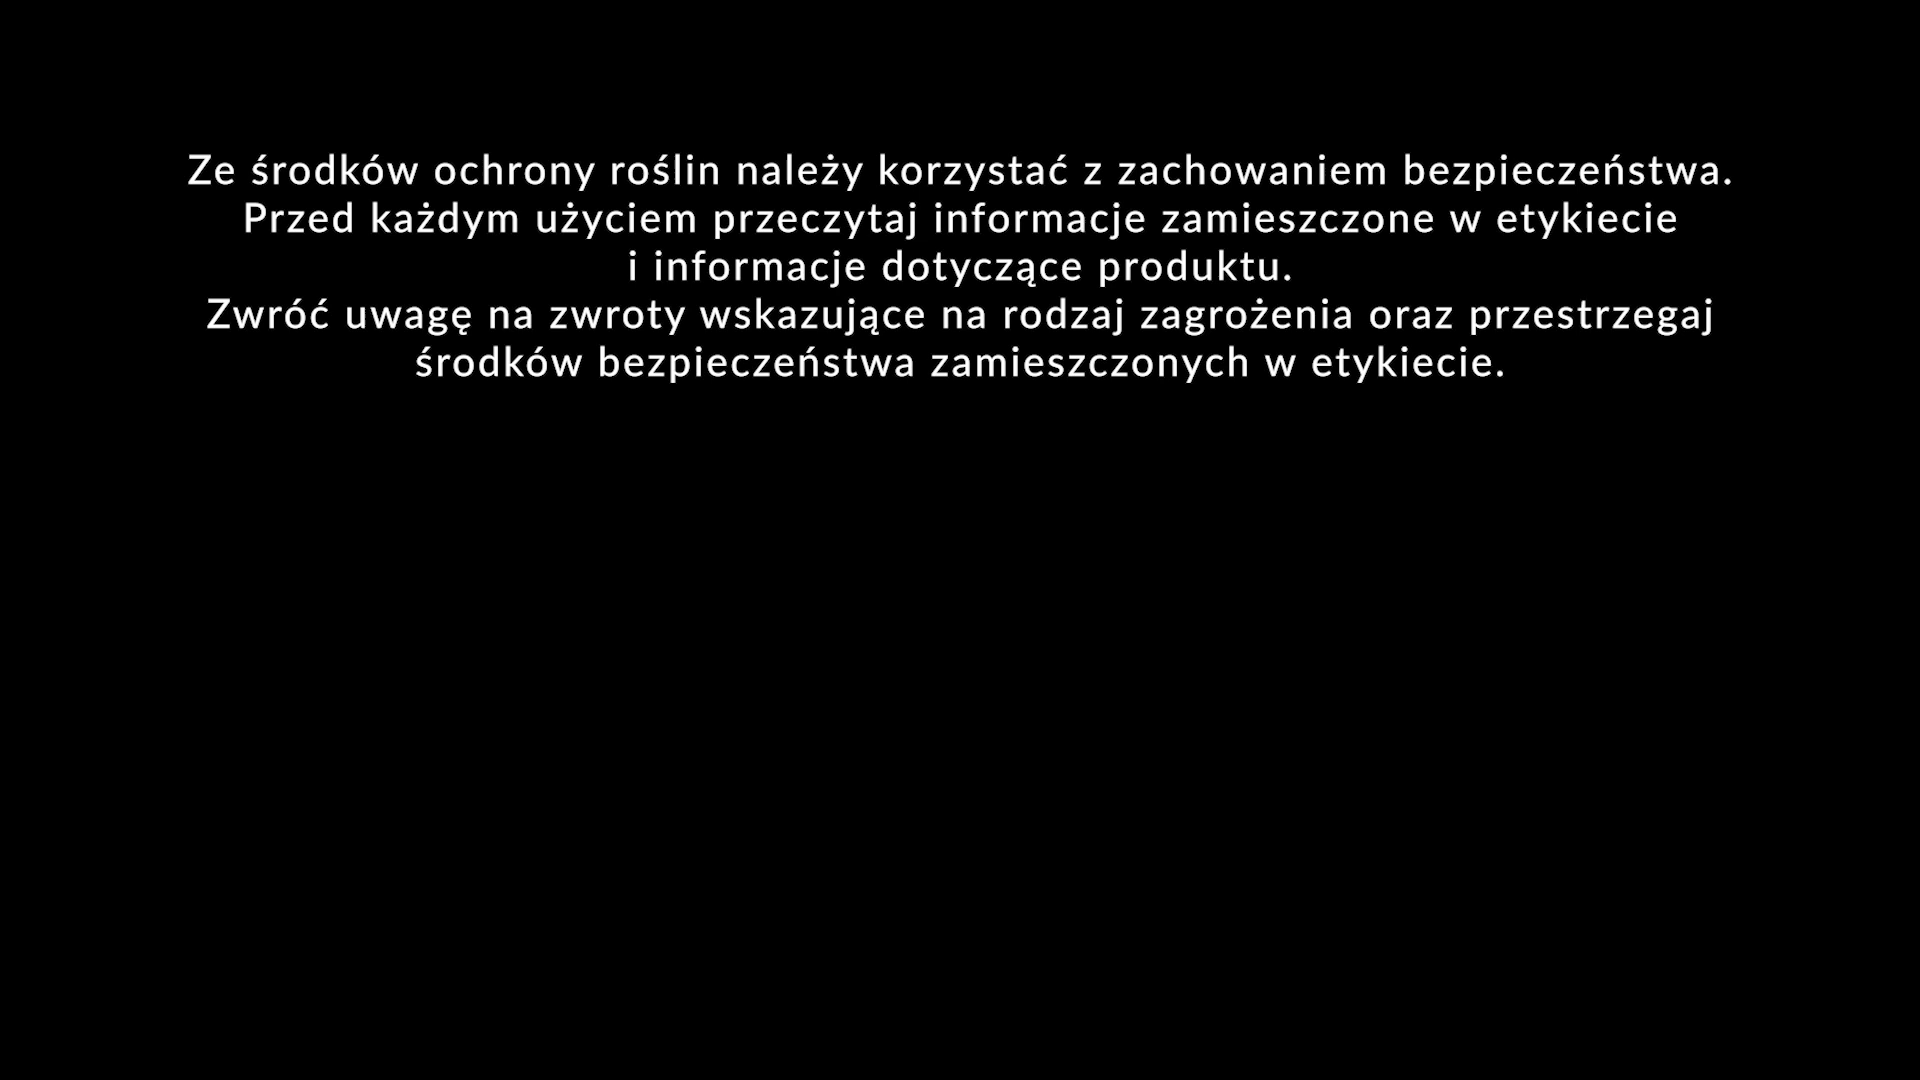 Ze środków ochrony roślin należy korzystać z zachowaniem bezpieczeństwa.
Przed każdym użyciem przeczytaj informacje zamieszczone w etykiecie
i informacje dotyczące produktu.
Zwróć uwagę na zwroty wskazujące na rodzaj zagrożenia oraz przestrzegaj
środków bezpieczeństwa zamieszczonych w etykiecie.